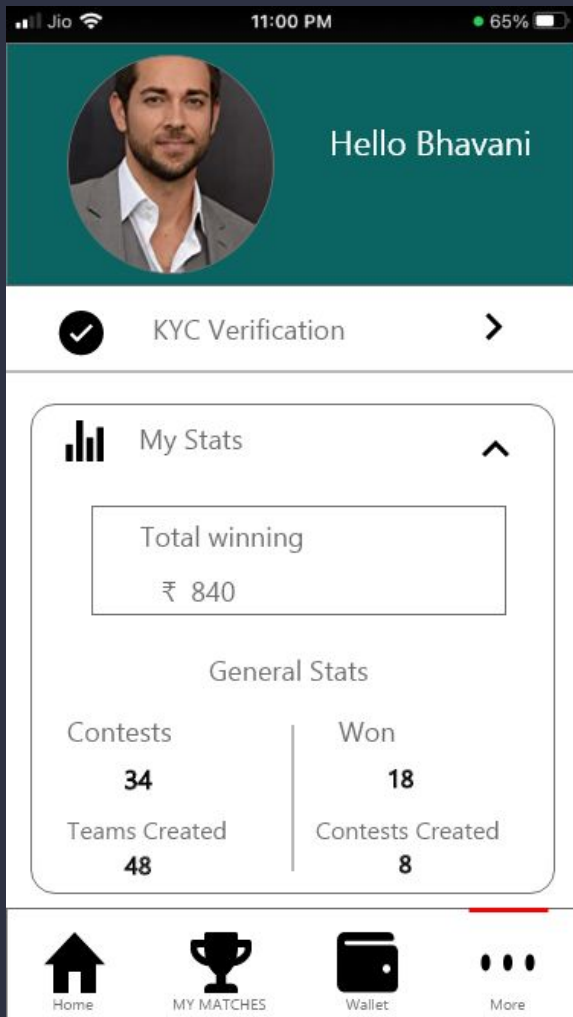 Jio 11:00 PM 65%
Hello Bhavani
KYC Verification
My Stats
Total winning
₹ 840
General Stats
Contests Won
34 18
Teams Created Contests Created
48 8
Home MY MATCHES Wallet More